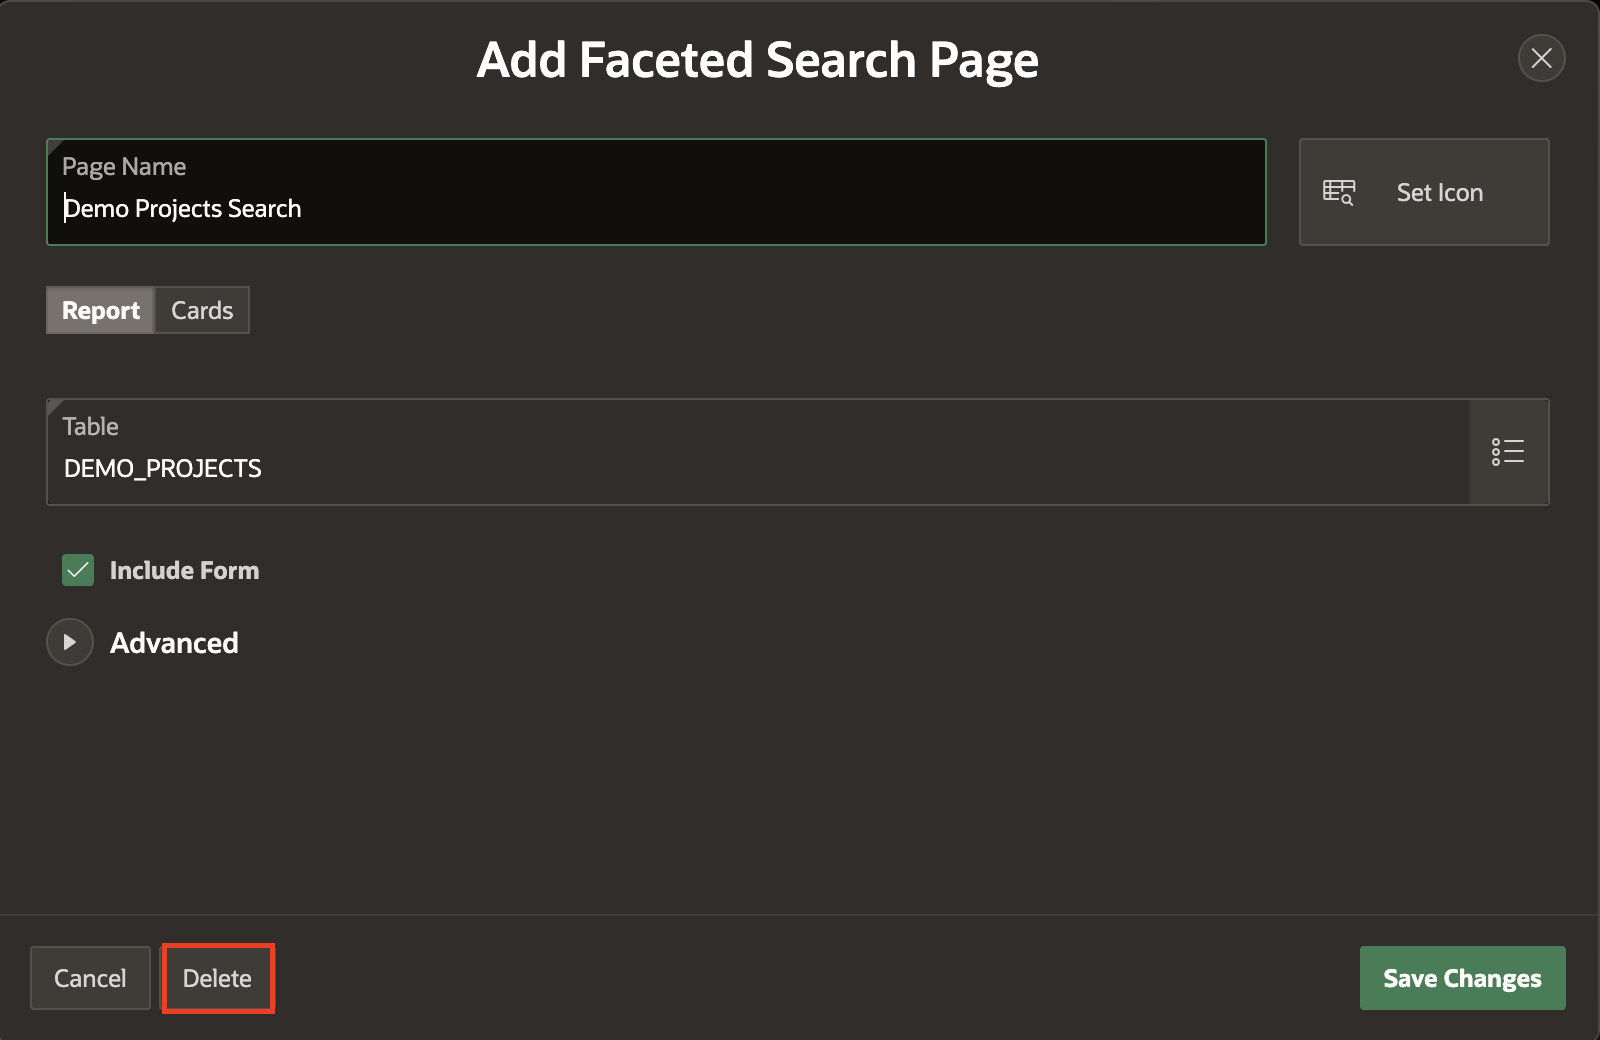 Add Faceted Search Page
Page Name
Demo Projects Search
Set Icon
Report
Cards
Table
DEMO_PROJECTS
Include Form
Advanced
Cancel
Delete
Save Changes